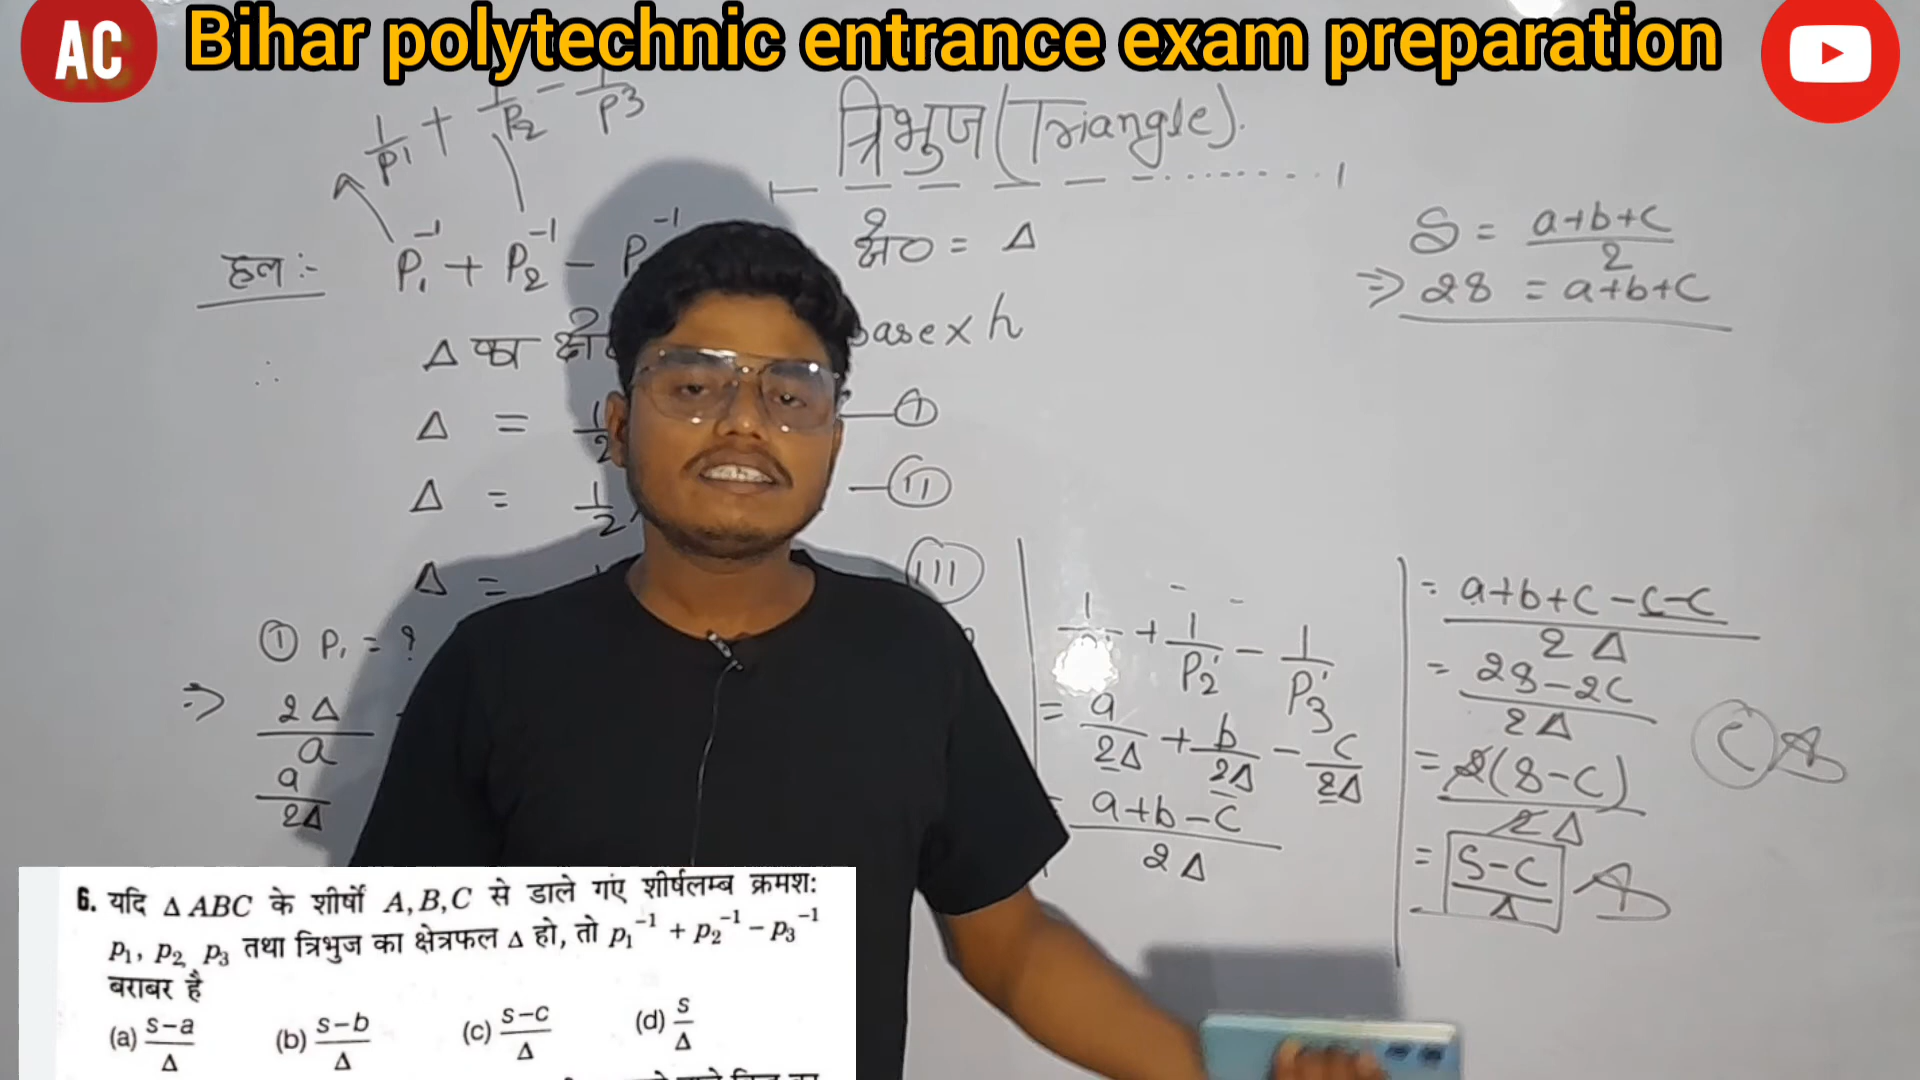 AC
Bihar polytechnic entrance exam preparation
1/p1 + 1/p2 - 1/p3
त्रिभुज (Triangle).
हल :- P₁⁻¹ + P₂⁻¹ - P⁻¹
क्षे० = Δ
S = a+b+c/2
⇒ 2S = a+b+c
Δ का base x h
Δ = 1/2 —(I)
Δ = 1/2 —(II)
Δ = (III)
(1) P₁ = ?
⇒ 2Δ/a
a/2Δ
+ 1/P₂ - 1/P₃
= a/2Δ + b/2Δ - c/2Δ
a+b-c/2Δ
= a+b+c-c-c/2Δ
= 2S-2C/2Δ
= 2(S-C)/2Δ
= S-C/Δ
(C)
6. यदि Δ ABC के शीर्षों A, B, C से डाले गए शीर्षलम्ब क्रमश:
p₁, p₂, p₃ तथा त्रिभुज का क्षेत्रफल Δ हो, तो p₁⁻¹ + p₂⁻¹ - p₃⁻¹
बराबर है
(a) s-a/Δ (b) s-b/Δ (c) s-c/Δ (d) s/Δ